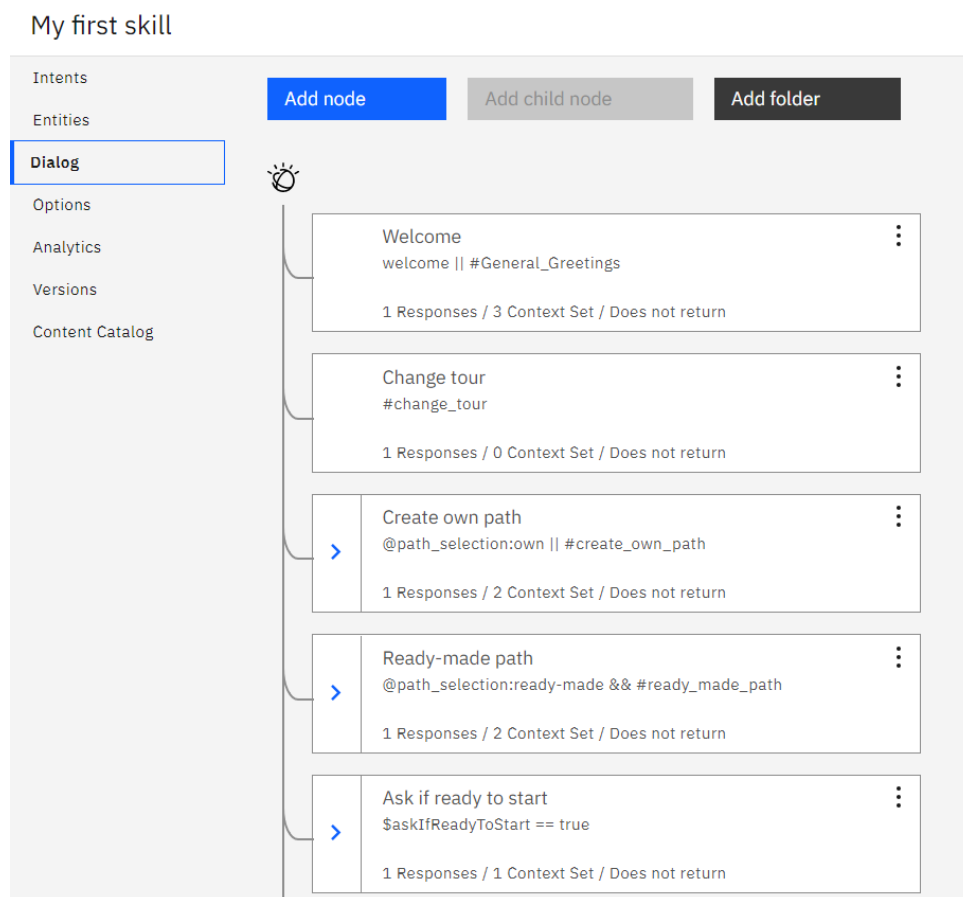 My first skill
Intents
Entities
Dialog
Options
Analytics
Versions
Content Catalog
Add node
Add child node
Add folder
Welcome
welcome || #General_Greetings
1 Responses / 3 Context Set / Does not return
Change tour
#change_tour
1 Responses / 0 Context Set / Does not return
Create own path
@path_selection:own || #create_own_path
1 Responses / 2 Context Set / Does not return
Ready-made path
@path_selection:ready-made && #ready_made_path
1 Responses / 2 Context Set / Does not return
Ask if ready to start
$askIfReadyToStart == true
1 Responses / 1 Context Set / Does not return